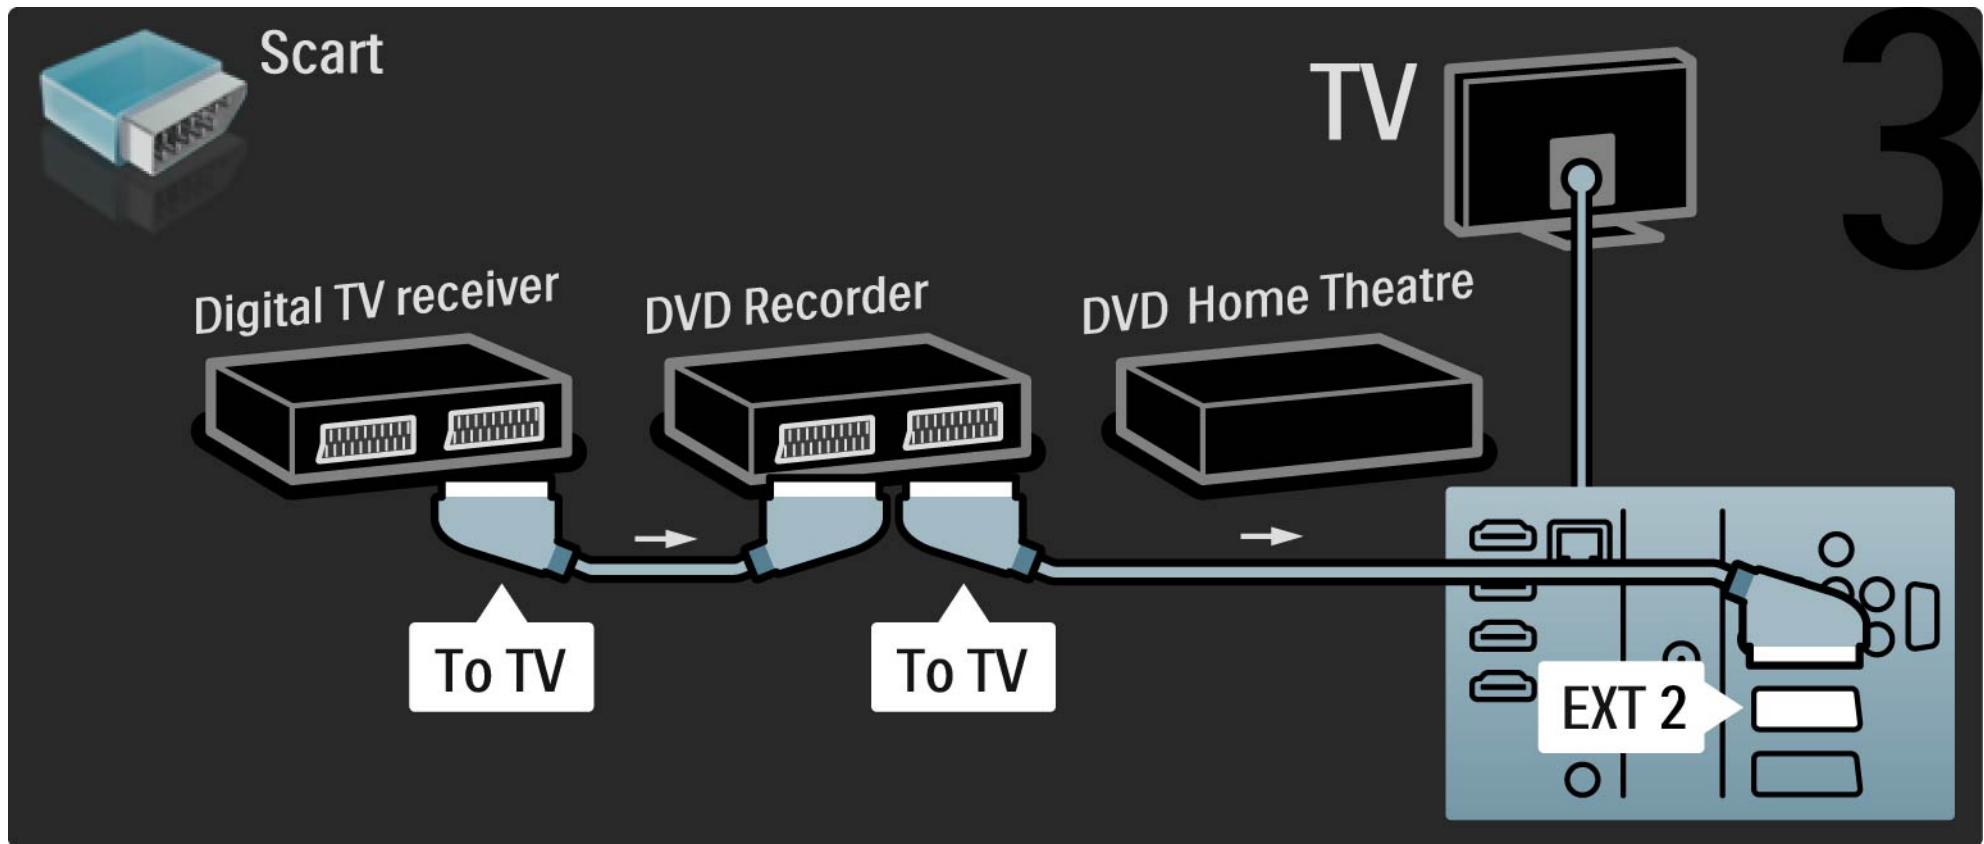 Scart
TV
3
Digital TV receiver
DVD Recorder
DVD Home Theatre
To TV
To TV
EXT 2